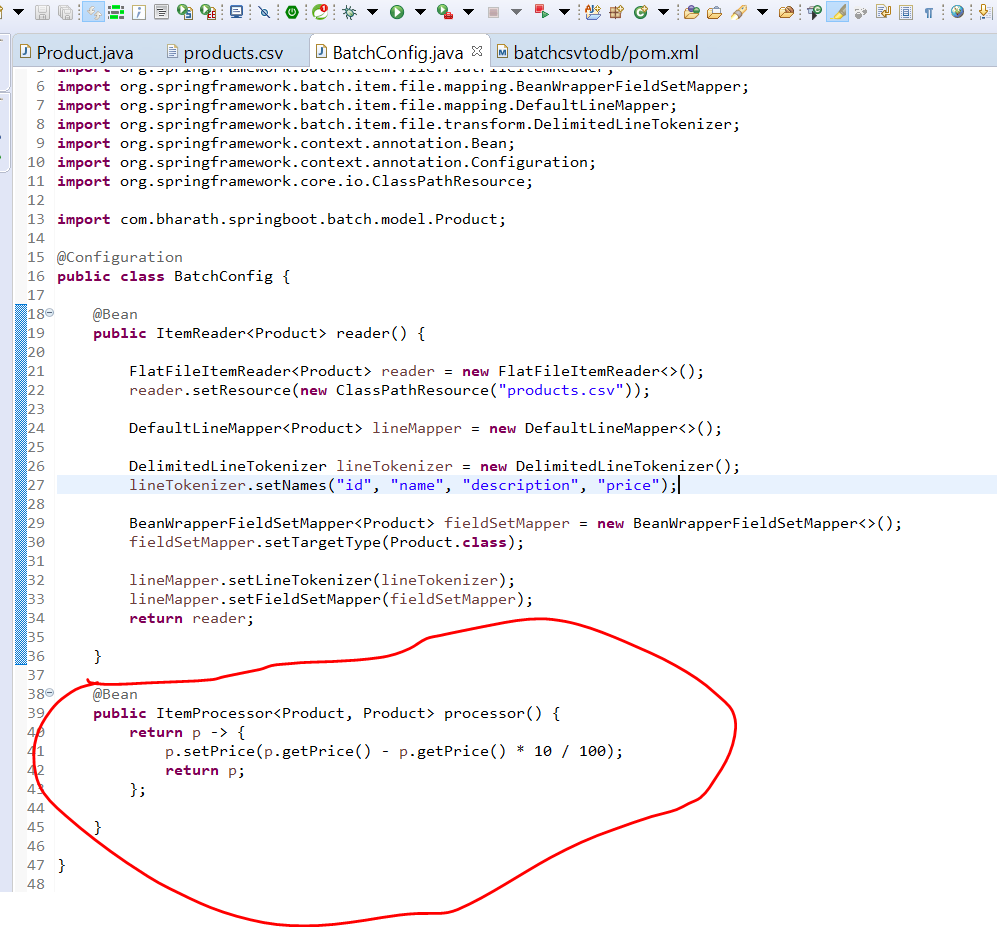 Product.java products.csv BatchConfig.java batchcsvtodb/pom.xml
5 import org.springframework.batch.item.file.FlatFileItemReader;
6 import org.springframework.batch.item.file.mapping.BeanWrapperFieldSetMapper;
7 import org.springframework.batch.item.file.mapping.DefaultLineMapper;
8 import org.springframework.batch.item.file.transform.DelimitedLineTokenizer;
9 import org.springframework.context.annotation.Bean;
10 import org.springframework.context.annotation.Configuration;
11 import org.springframework.core.io.ClassPathResource;
12
13 import com.bharath.springboot.batch.model.Product;
14
15 @Configuration
16 public class BatchConfig {
17
18 @Bean
19 public ItemReader<Product> reader() {
20
21 FlatFileItemReader<Product> reader = new FlatFileItemReader<>();
22 reader.setResource(new ClassPathResource("products.csv"));
23
24 DefaultLineMapper<Product> lineMapper = new DefaultLineMapper<>();
25
26 DelimitedLineTokenizer lineTokenizer = new DelimitedLineTokenizer();
27 lineTokenizer.setNames("id", "name", "description", "price");
28
29 BeanWrapperFieldSetMapper<Product> fieldSetMapper = new BeanWrapperFieldSetMapper<>();
30 fieldSetMapper.setTargetType(Product.class);
31
32 lineMapper.setLineTokenizer(lineTokenizer);
33 lineMapper.setFieldSetMapper(fieldSetMapper);
34 return reader;
35
36 }
37
38 @Bean
39 public ItemProcessor<Product, Product> processor() {
40 return p -> {
41 p.setPrice(p.getPrice() - p.getPrice() * 10 / 100);
42 return p;
43 };
44
45 }
46
47 }
48